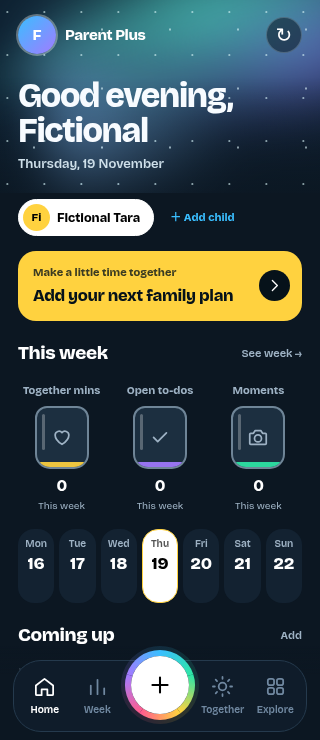 F
Parent Plus
↻
Good evening,
Fictional
Thursday, 19 November
Fi
Fictional Tara
+ Add child
Make a little time together
Add your next family plan
This week
See week →
Together mins
Open to-dos
Moments
0
0
0
This week
This week
This week
Mon
Tue
Wed
Thu
Fri
Sat
Sun
16
17
18
19
20
21
22
Coming up
Add
+
Home
Week
Together
Explore